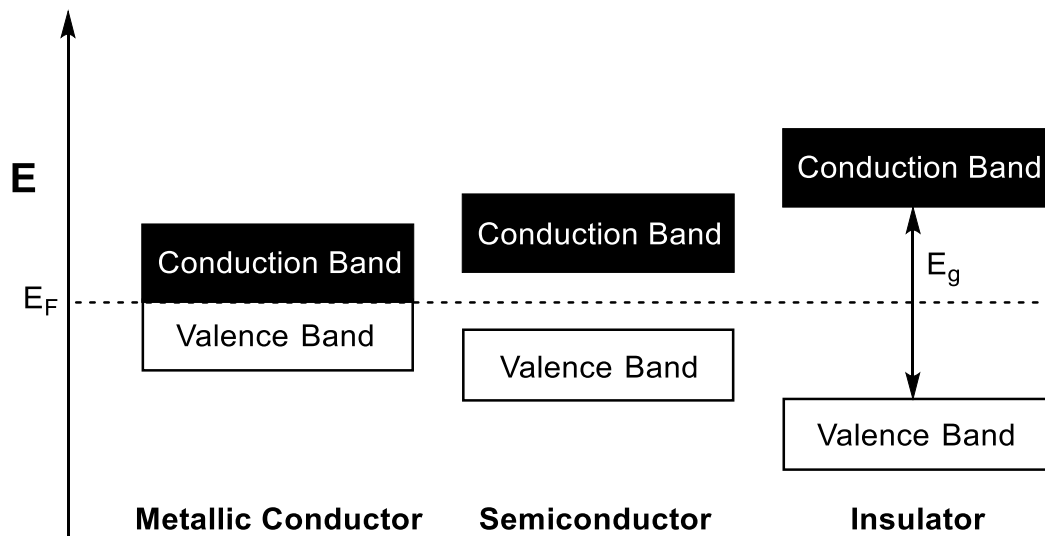 E
E_F
Conduction Band
Valence Band
Conduction Band
Valence Band
Conduction Band
E_g
Valence Band
Metallic Conductor
Semiconductor
Insulator